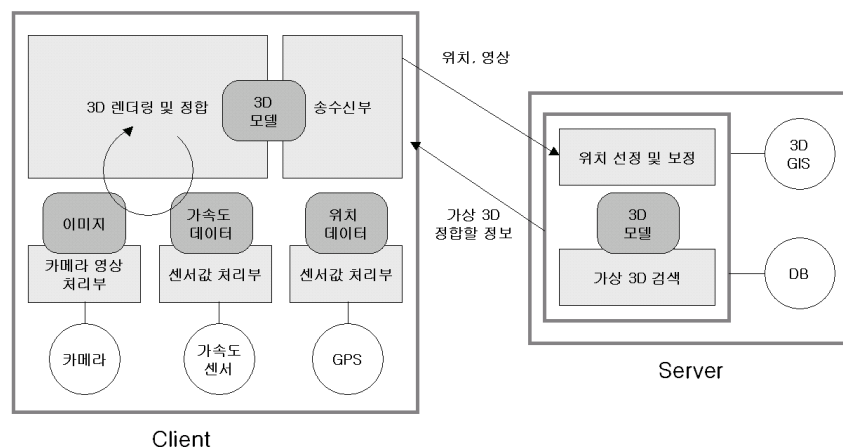 3D 렌더링 및 정합
3D
모델
송수신부
이미지
가속도
데이터
위치
데이터
카메라 영상
처리부
센서값 처리부
센서값 처리부
카메라
가속도
센서
GPS
Client
위치, 영상
가상 3D
정합할 정보
위치 선정 및 보정
3D
모델
가상 3D 검색
3D
GIS
DB
Server